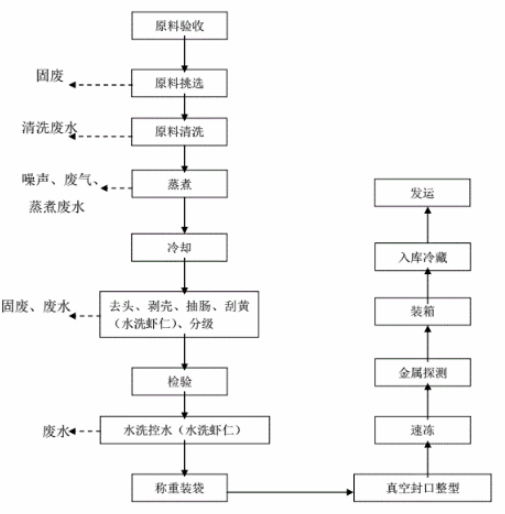 原料验收
固废
原料挑选
清洗废水
原料清洗
噪声、废气、
蒸煮废水
蒸煮
冷却
固废、废水
去头、剥壳、抽肠、刮黄
（水洗虾仁）、分级
检验
废水
水洗控水（水洗虾仁）
称重装袋
真空封口整型
速冻
金属探测
装箱
入库冷藏
发运